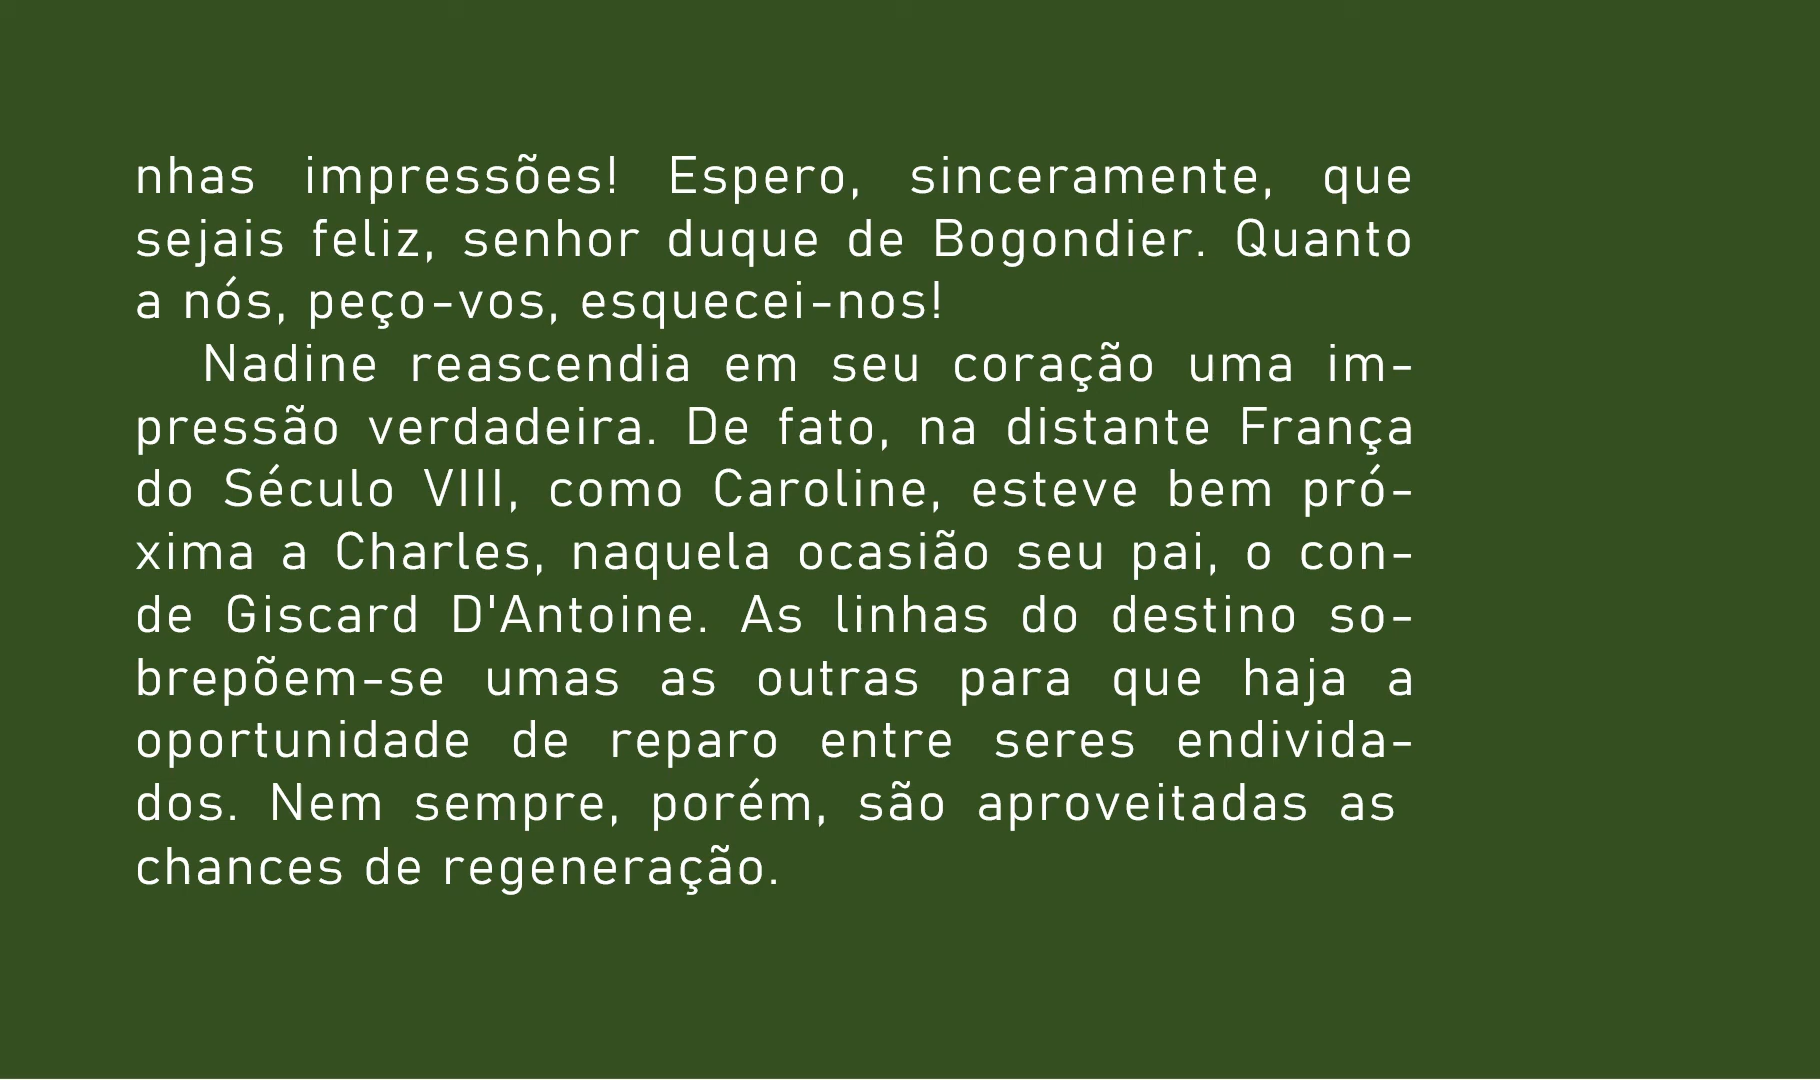 nhas impressões! Espero, sinceramente, que
sejais feliz, senhor duque de Bogondier. Quanto
a nós, peço-vos, esquecei-nos!
Nadine reascendia em seu coração uma im-
pressão verdadeira. De fato, na distante França
do Século VIII, como Caroline, esteve bem pró-
xima a Charles, naquela ocasião seu pai, o con-
de Giscard D'Antoine. As linhas do destino so-
brepõem-se umas as outras para que haja a
oportunidade de reparo entre seres endivida-
dos. Nem sempre, porém, são aproveitadas as
chances de regeneração.